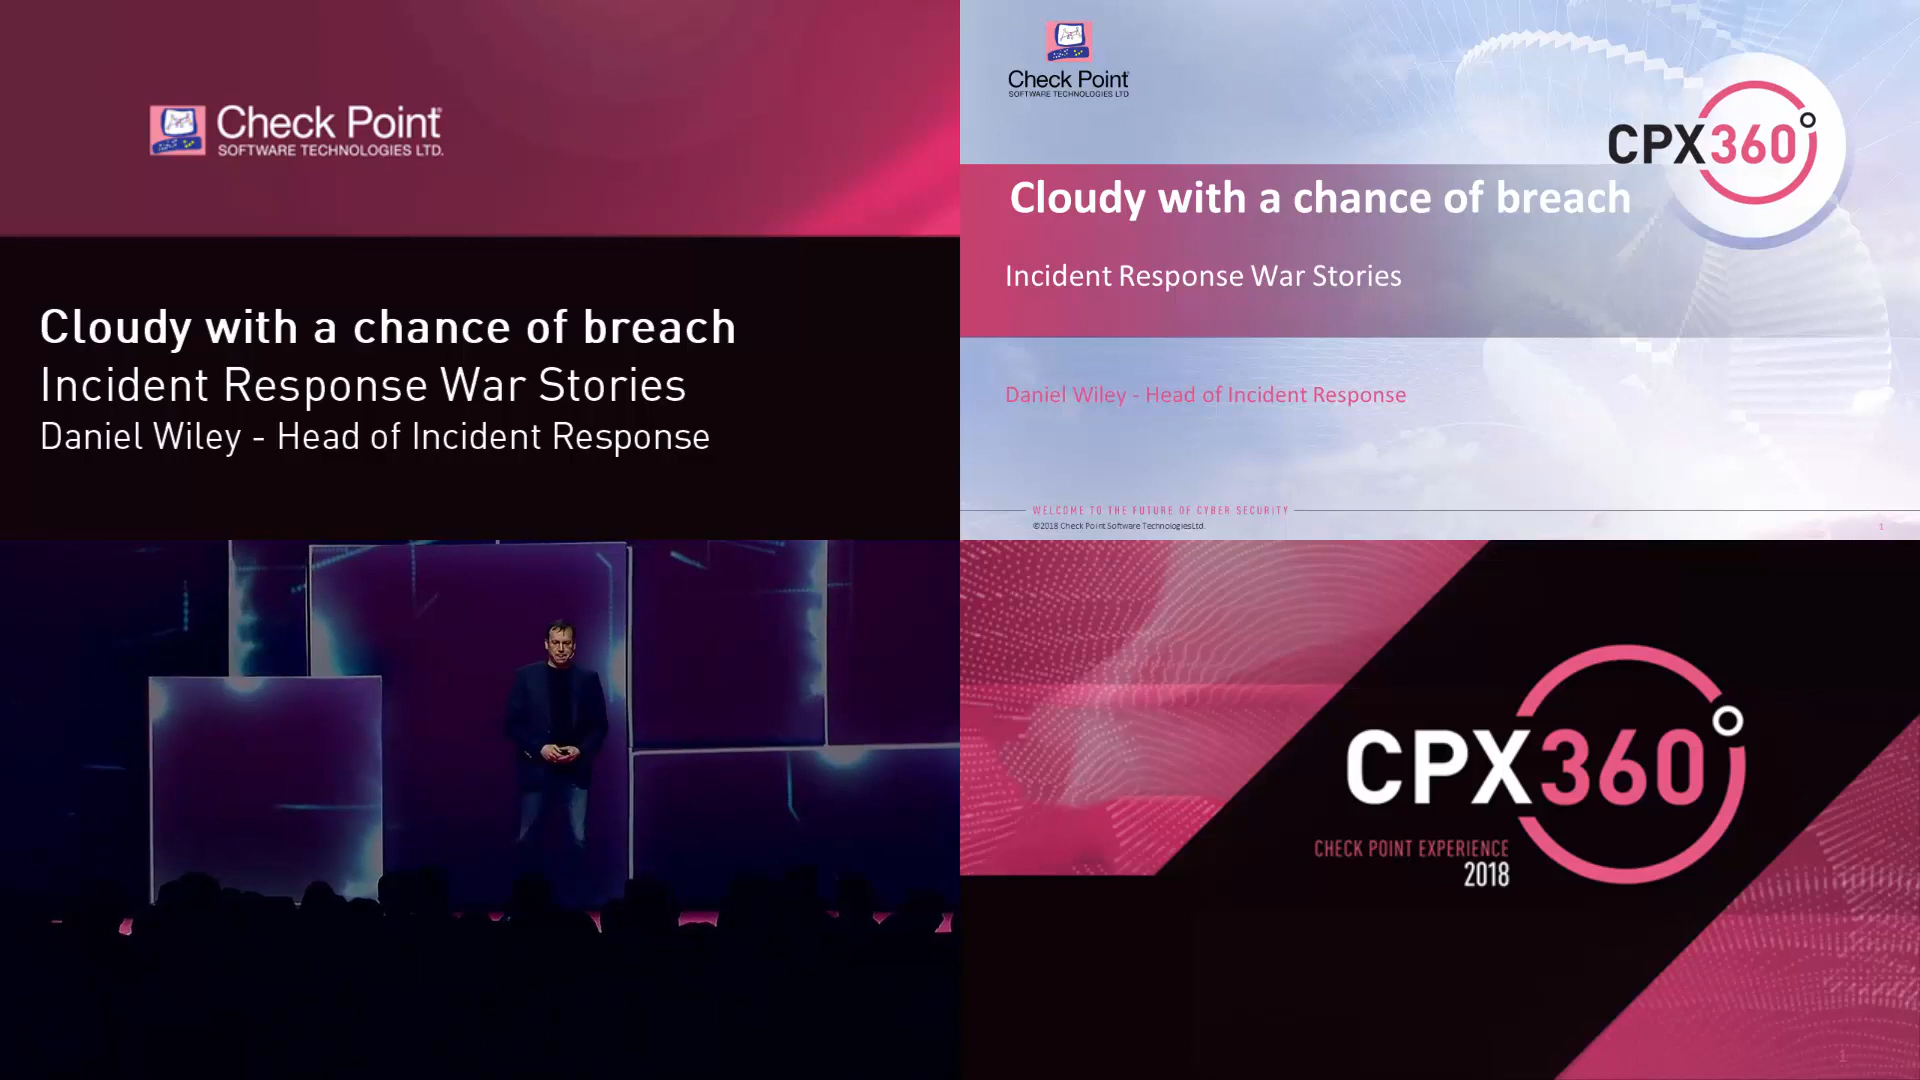 Check Point
SOFTWARE TECHNOLOGIES LTD.
Cloudy with a chance of breach
Incident Response War Stories
Daniel Wiley - Head of Incident Response
Check Point
SOFTWARE TECHNOLOGIES LTD
CPX360°
Cloudy with a chance of breach
Incident Response War Stories
Daniel Wiley - Head of Incident Response
WELCOME TO THE FUTURE OF CYBER SECURITY
©2018 Check Point Software Technologies Ltd.
1
CPX360°
CHECK POINT EXPERIENCE
2018
1